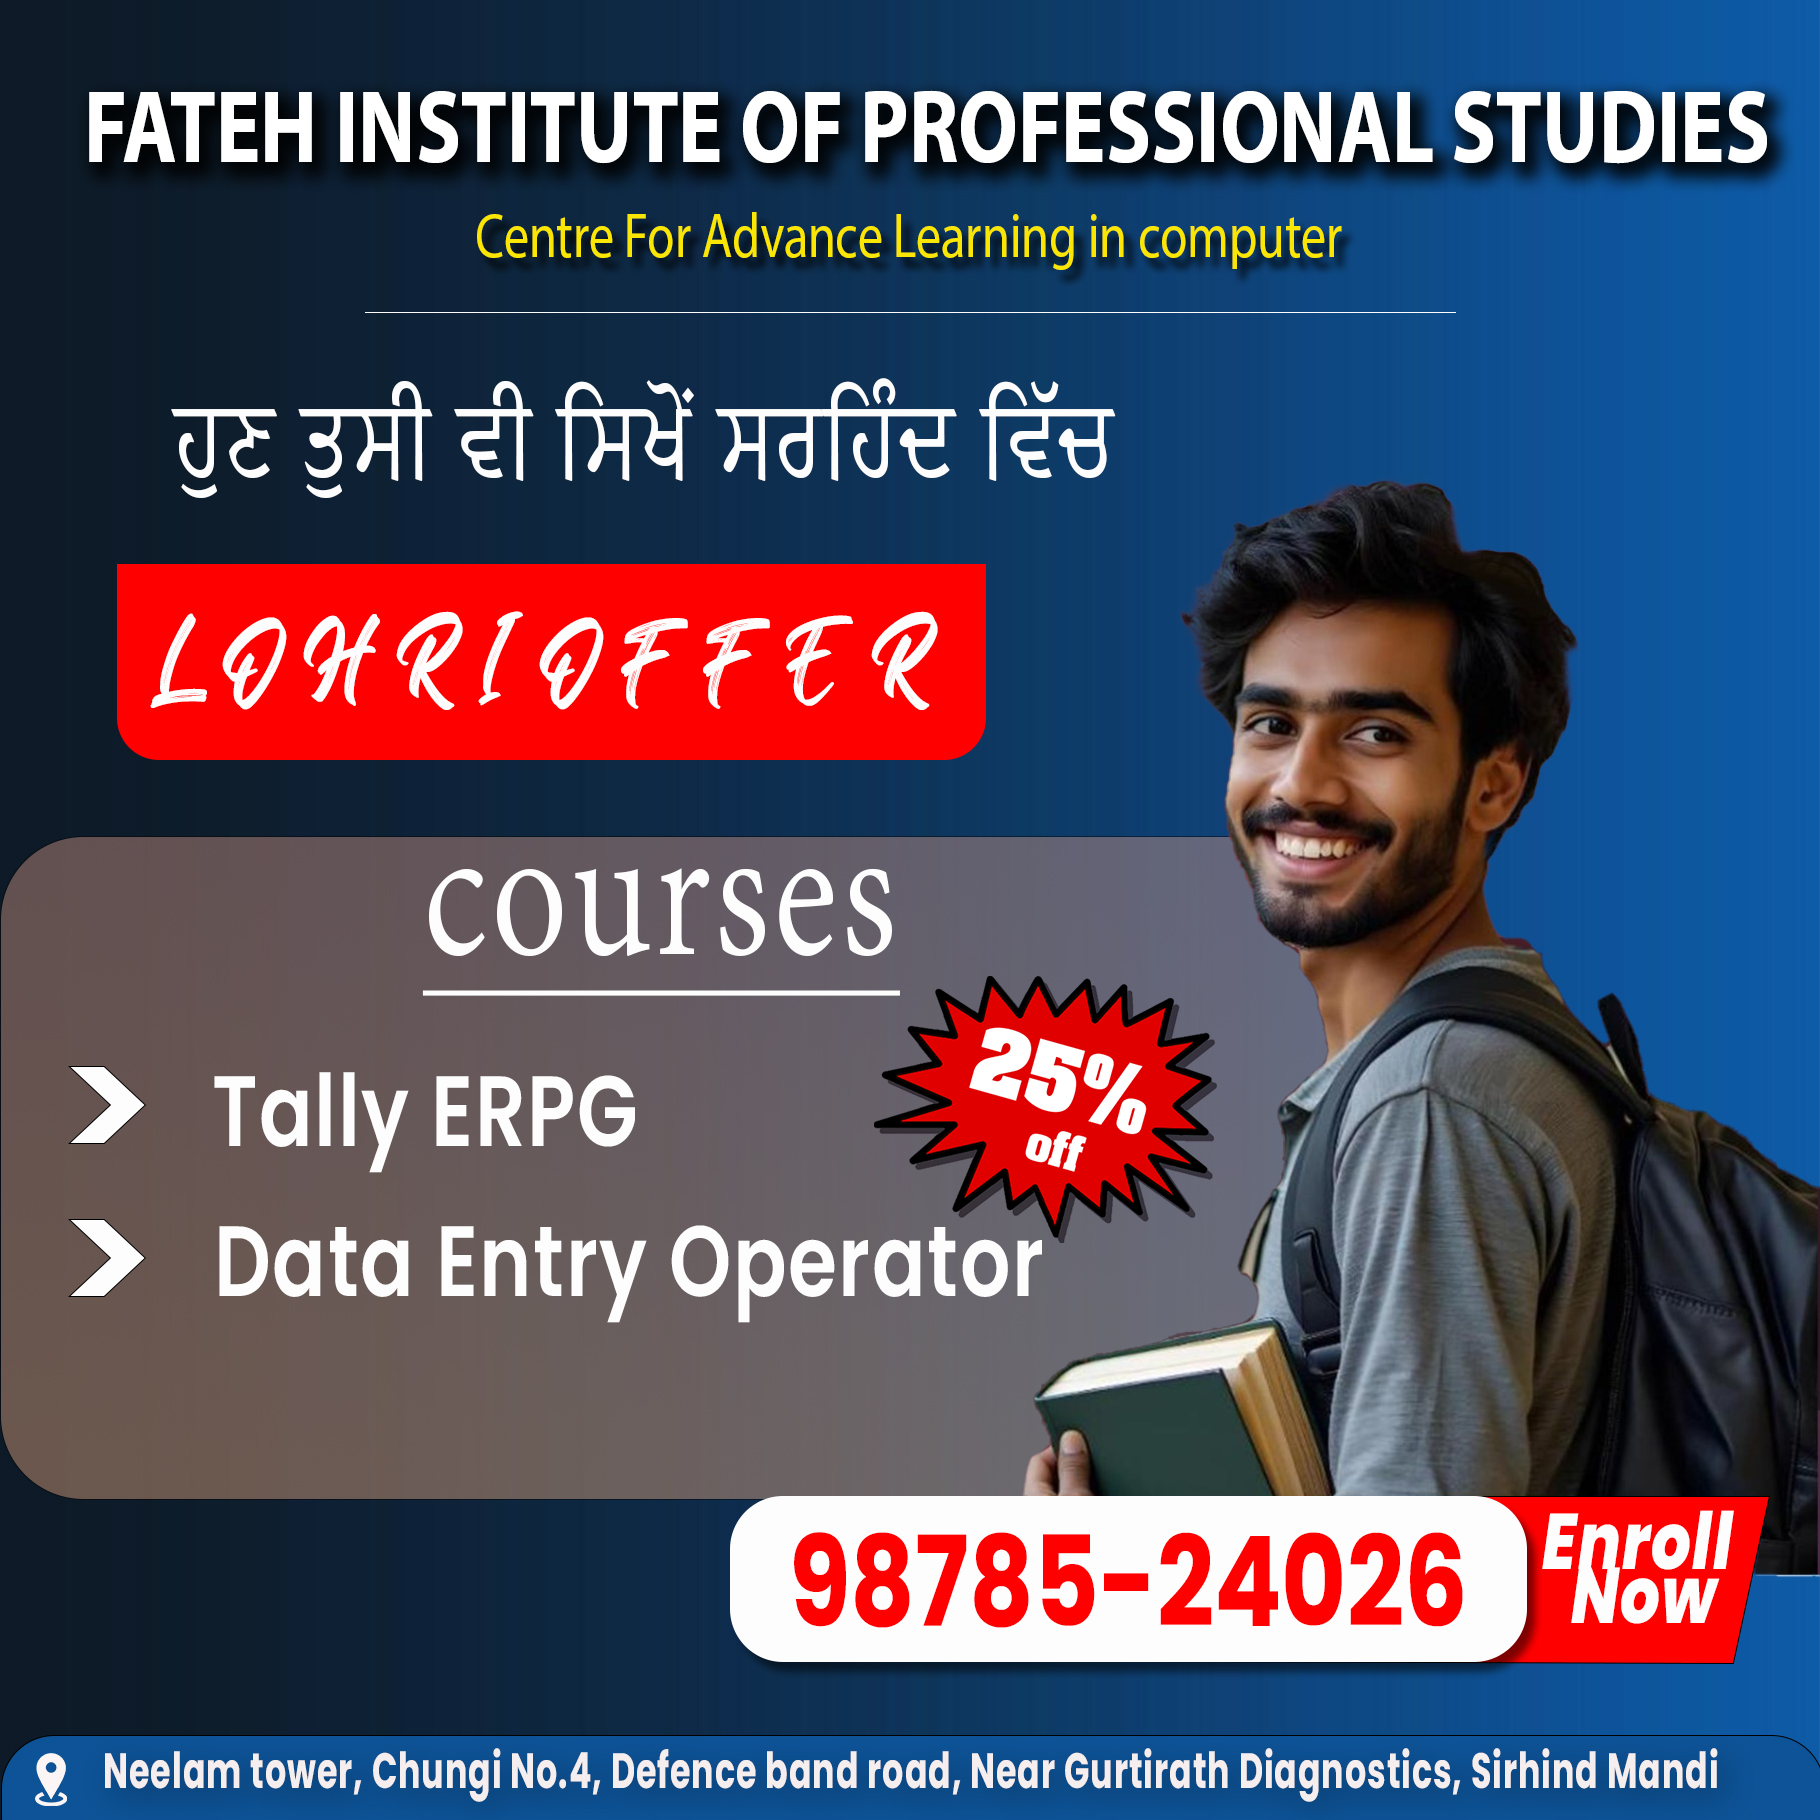 FATEH INSTITUTE OF PROFESSIONAL STUDIES
Centre For Advance Learning in computer
ਹੁਣ ਤੁਸੀ ਵੀ ਸਿਖੋਂ ਸਰਹਿੰਦ ਵਿੱਚ
LOHRI OFFER
courses
25%
off
Tally ERPG
Data Entry Operator
98785-24026
Enroll
Now
Neelam tower, Chungi No.4, Defence band road, Near Gurtirath Diagnostics, Sirhind Mandi